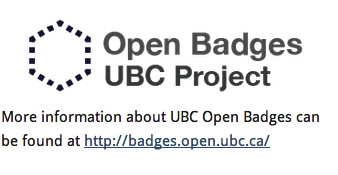 Open Badges
UBC Project
More information about UBC Open Badges can
be found at http://badges.open.ubc.ca/